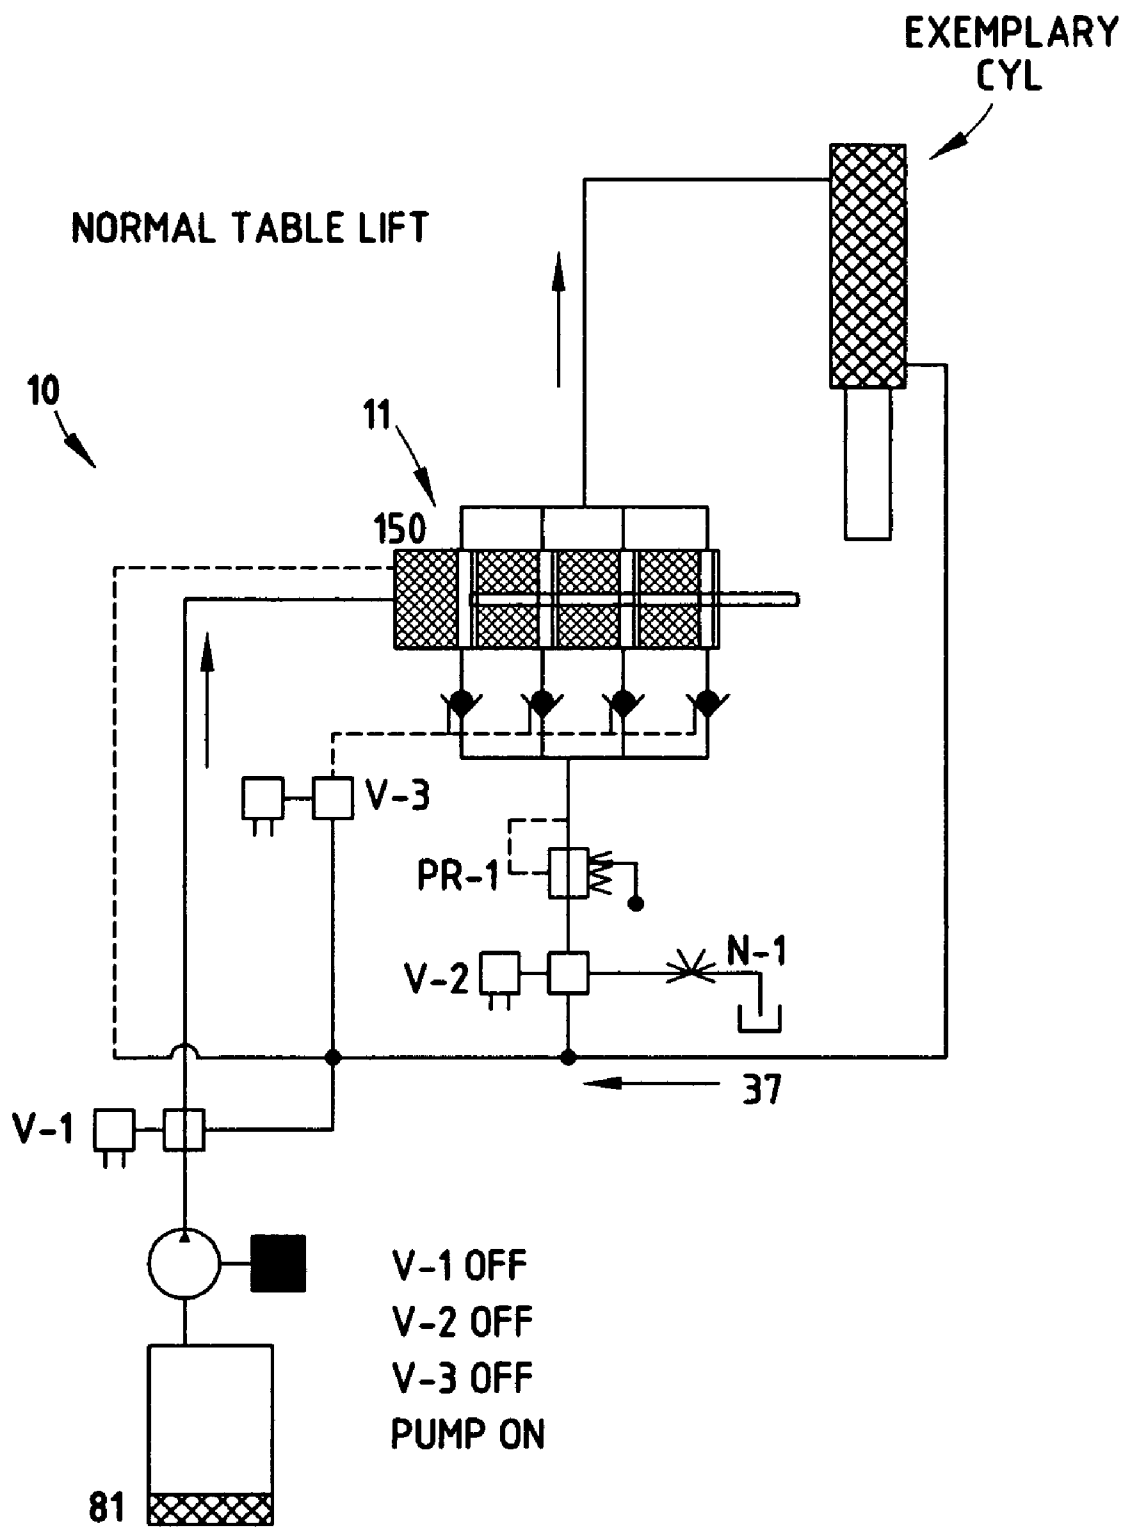 EXEMPLARY
CYL
NORMAL TABLE LIFT
10
11
150
V-3
PR-1
V-2
N-1
37
V-1
V-1 OFF
V-2 OFF
V-3 OFF
PUMP ON
81